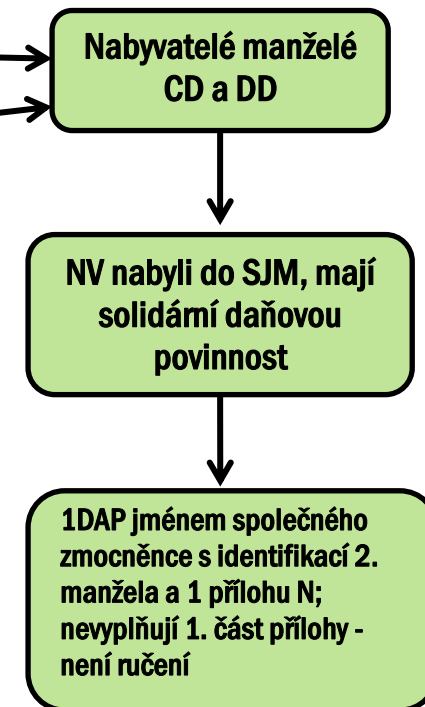 Nabyvatelé manželé
CD a DD
NV nabyli do SJM, mají
solidární daňovou
povinnost
1DAP jménem společného
zmocněnce s identifikací 2.
manžela a 1 přílohu N;
nevyplňují 1. část přílohy -
není ručení